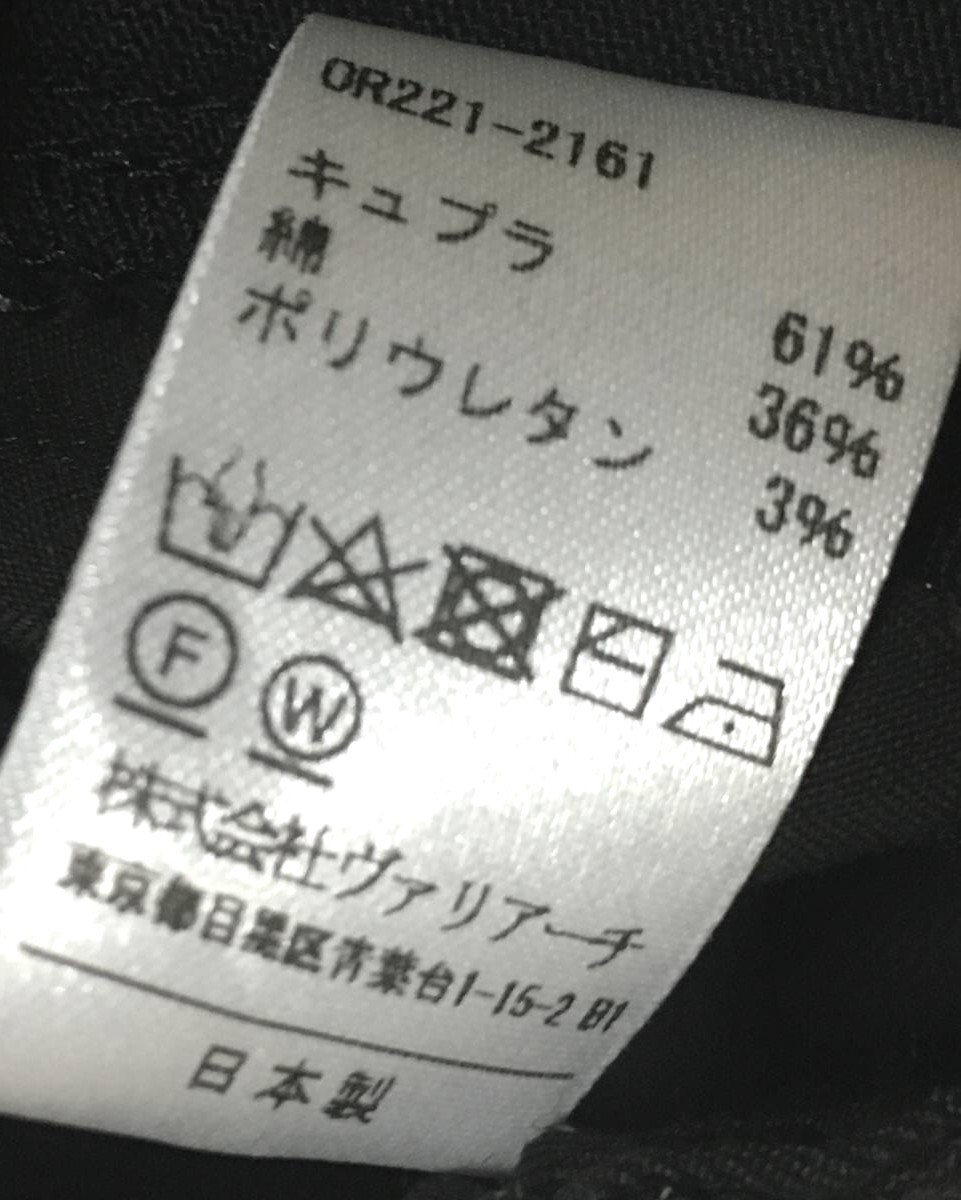 OR221-2161
キュプラ 61%
綿 36%
ポリウレタン 3%
F W
株式会社ヴァリアーチ
東京都目黒区青葉台1-15-2 B1
日本製